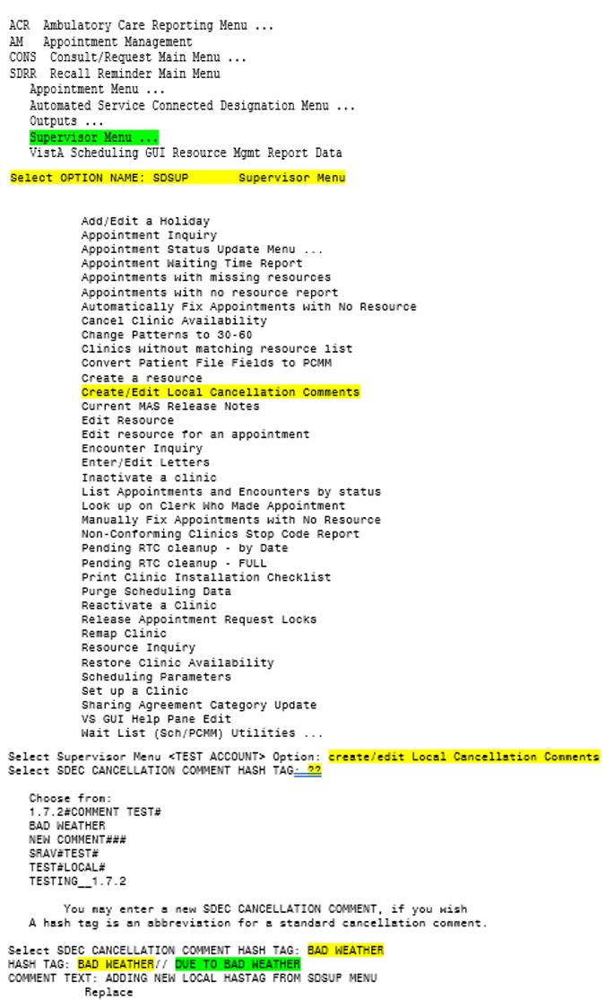 ACR  Ambulatory Care Reporting Menu ...
AM   Appointment Management
CONS  Consult/Request Main Menu ...
SDRR  Recall Reminder Main Menu
Appointment Menu ...
Automated Service Connected Designation Menu ...
Outputs ...
Supervisor Menu ...
VistA Scheduling GUI Resource Mgmt Report Data
Select OPTION NAME: SDSUP       Supervisor Menu
Add/Edit a Holiday
Appointment Inquiry
Appointment Status Update Menu ...
Appointment Waiting Time Report
Appointments with missing resources
Appointments with no resource report
Automatically Fix Appointments with No Resource
Cancel Clinic Availability
Change Patterns to 30-60
Clinics without matching resource list
Convert Patient File Fields to PCMM
Create a resource
Create/Edit Local Cancellation Comments
Current MAS Release Notes
Edit Resource
Edit resource for an appointment
Encounter Inquiry
Enter/Edit Letters
Inactivate a clinic
List Appointments and Encounters by status
Look up on Clerk Who Made Appointment
Manually Fix Appointments with No Resource
Non-Conforming Clinics Stop Code Report
Pending RTC cleanup - by Date
Pending RTC cleanup - FULL
Print Clinic Installation Checklist
Purge Scheduling Data
Reactivate a Clinic
Release Appointment Request Locks
Remap Clinic
Resource Inquiry
Restore Clinic Availability
Scheduling Parameters
Set up a Clinic
Sharing Agreement Category Update
VS GUI Help Pane Edit
Wait List (Sch/PCMM) Utilities ...
Select Supervisor Menu <TEST ACCOUNT> Option: create/edit Local Cancellation Comments
Select SDEC CANCELLATION COMMENT HASH TAG: ??
Choose from:
1.7.2#COMMENT TEST#
BAD WEATHER
NEW COMMENT###
SRAV#TEST#
TEST#LOCAL#
TESTING__1.7.2
You may enter a new SDEC CANCELLATION COMMENT, if you wish
A hash tag is an abbreviation for a standard cancellation comment.
Select SDEC CANCELLATION COMMENT HASH TAG: BAD WEATHER
HASH TAG: BAD WEATHER// DUE TO BAD WEATHER
COMMENT TEXT: ADDING NEW LOCAL HASTAG FROM SDSUP MENU
Replace